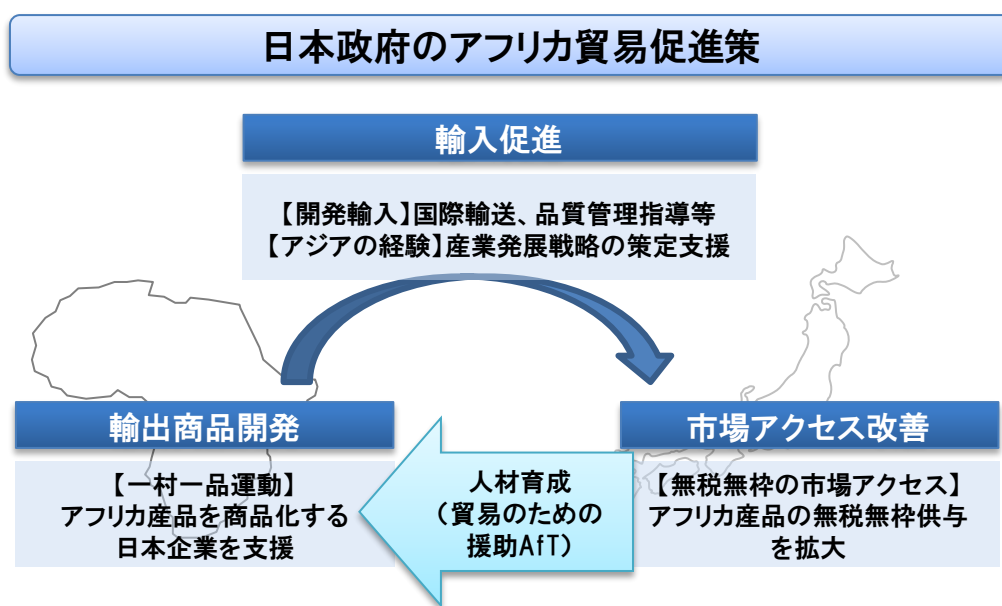 日本政府のアフリカ貿易促進策
輸入促進
【開発輸入】国際輸送、品質管理指導等
【アジアの経験】産業発展戦略の策定支援
輸出商品開発
【一村一品運動】
アフリカ産品を商品化する
日本企業を支援
人材育成
（貿易のための
援助AfT）
市場アクセス改善
【無税無枠の市場アクセス】
アフリカ産品の無税無枠供与
を拡大